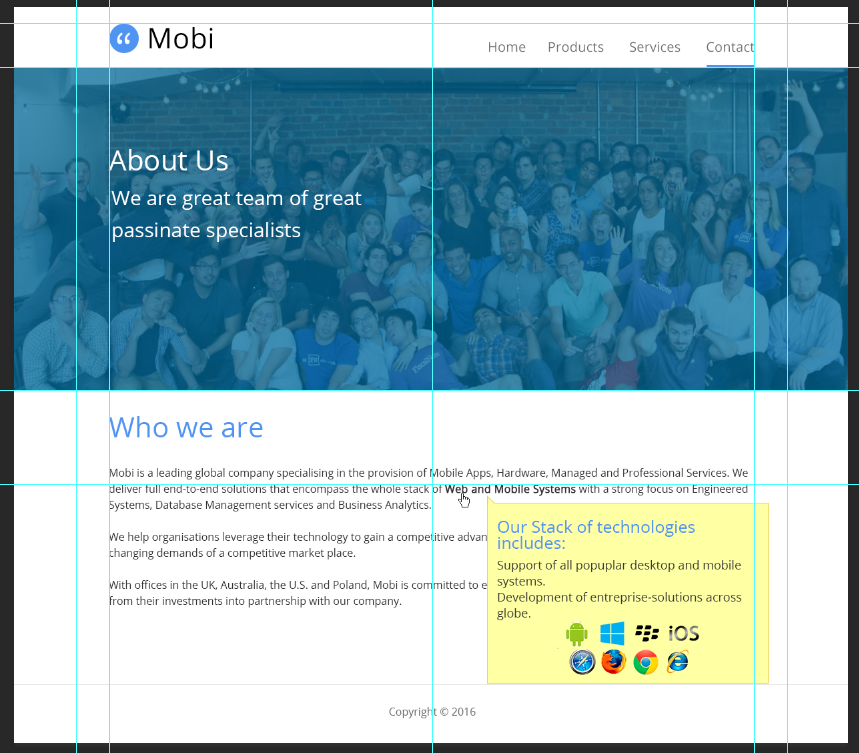 “ Mobi
Home Products Services Contact
About Us
We are great team of great
passinate specialists
Who we are
Mobi is a leading global company specialising in the provision of Mobile Apps, Hardware, Managed and Professional Services. We
deliver full end-to-end solutions that encompass the whole stack of Web and Mobile Systems with a strong focus on Engineered
Systems, Database Management services and Business Analytics.
We help organisations leverage their technology to gain a competitive advan
changing demands of a competitive market place.
With offices in the UK, Australia, the U.S. and Poland, Mobi is committed to e
from their investments into partnership with our company.
Our Stack of technologies
includes:
Support of all popuplar desktop and mobile
systems.
Development of entreprise-solutions across
globe.
iOS
Copyright © 2016